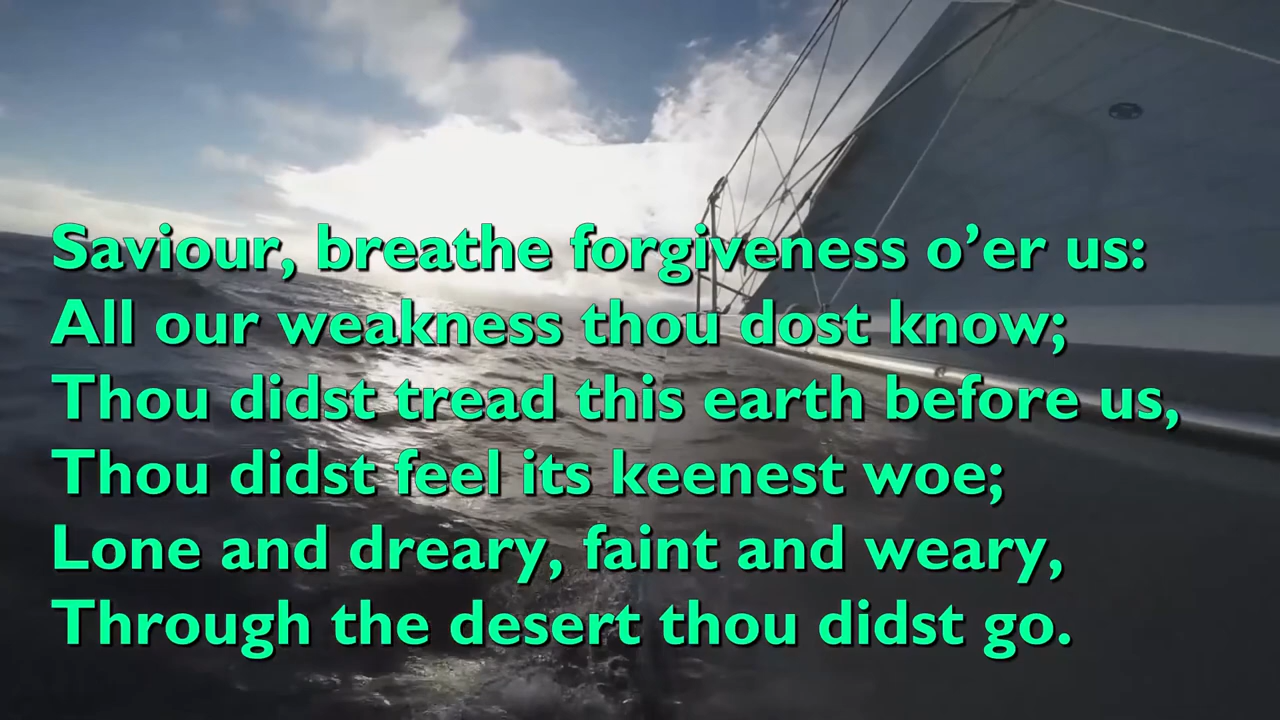 Saviour, breathe forgiveness o’er us:
All our weakness thou dost know;
Thou didst tread this earth before us,
Thou didst feel its keenest woe;
Lone and dreary, faint and weary,
Through the desert thou didst go.